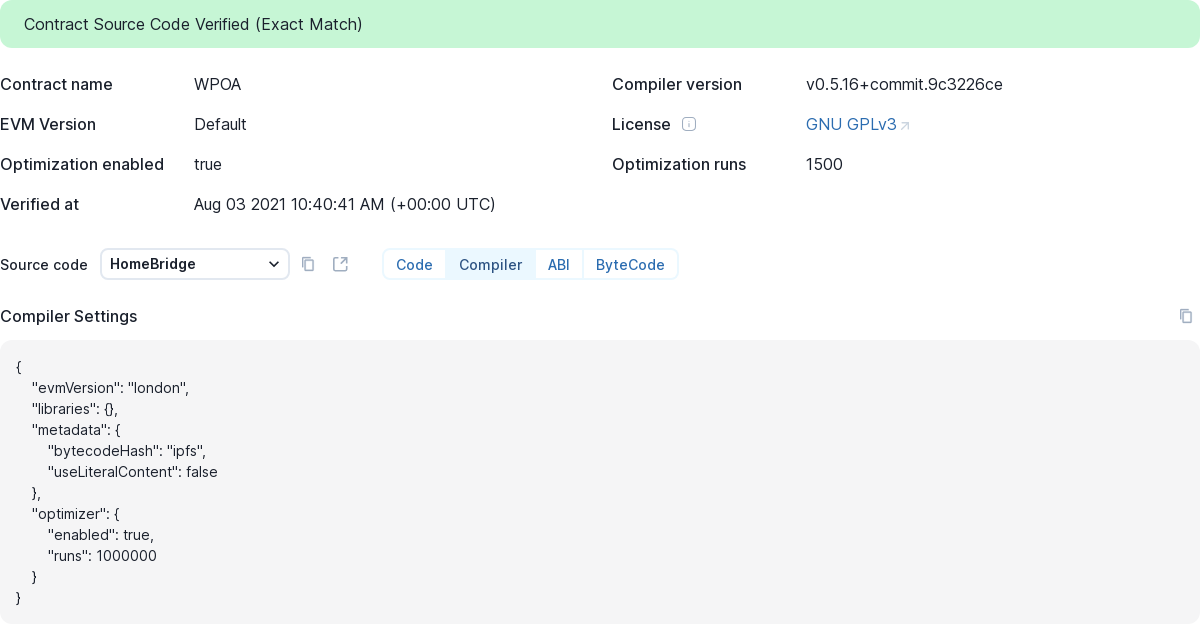 Contract Source Code Verified (Exact Match)
Contract name WPOA Compiler version v0.5.16+commit.9c3226ce
EVM Version Default License GNU GPLv3
Optimization enabled true Optimization runs 1500
Verified at Aug 03 2021 10:40:41 AM (+00:00 UTC)
Source code HomeBridge Code Compiler ABI ByteCode
Compiler Settings
{
    "evmVersion": "london",
    "libraries": {},
    "metadata": {
        "bytecodeHash": "ipfs",
        "useLiteralContent": false
    },
    "optimizer": {
        "enabled": true,
        "runs": 1000000
    }
}